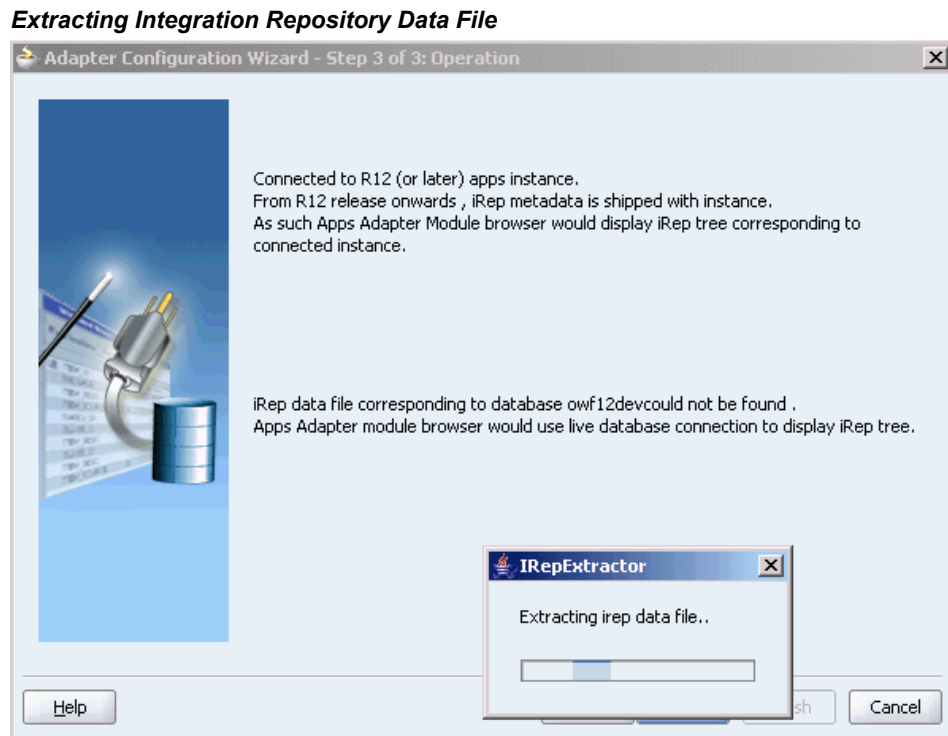 Extracting Integration Repository Data File
Adapter Configuration Wizard - Step 3 of 3: Operation
Connected to R12 (or later) apps instance.
From R12 release onwards , iRep metadata is shipped with instance.
As such Apps Adapter Module browser would display iRep tree corresponding to
connected instance.
iRep data file corresponding to database owf12devcould not be found .
Apps Adapter module browser would use live database connection to display iRep tree.
IRepExtractor
Extracting irep data file..
Help
sh
Cancel